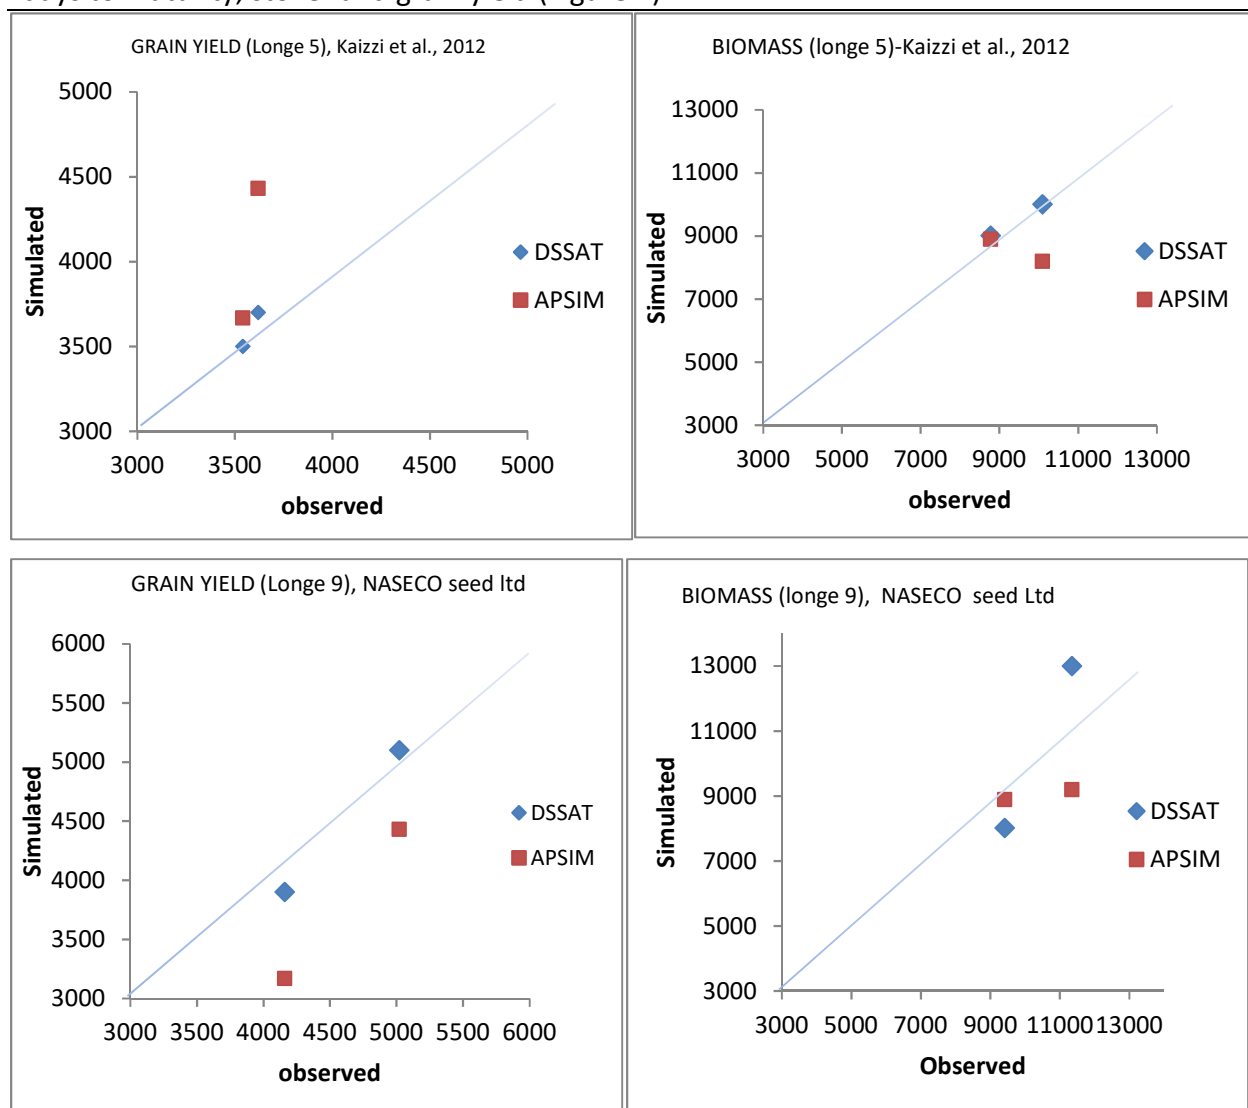 GRAIN YIELD (Longe 5), Kaizzi et al., 2012
5000
4500
4000
3500
3000
Simulated
3000 3500 4000 4500 5000
observed
DSSAT
APSIM
BIOMASS (longe 5)-Kaizzi et al., 2012
13000
11000
9000
7000
5000
3000
Simulated
3000 5000 7000 9000 11000 13000
observed
DSSAT
APSIM
GRAIN YIELD (Longe 9), NASECO seed ltd
6000
5500
5000
4500
4000
3500
3000
Simulated
3000 3500 4000 4500 5000 5500 6000
observed
DSSAT
APSIM
BIOMASS (longe 9), NASECO seed Ltd
13000
11000
9000
7000
5000
3000
Simulated
3000 5000 7000 9000 11000 13000
Observed
DSSAT
APSIM